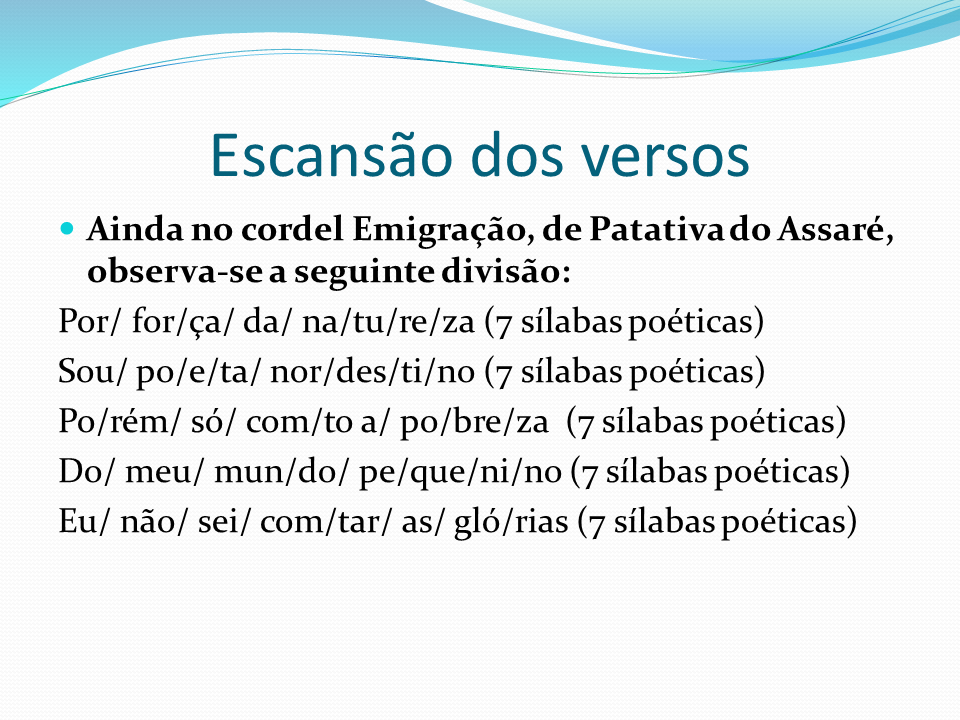 Escansão dos versos
Ainda no cordel Emigração, de Patativa do Assaré,
observa-se a seguinte divisão:
Por/ for/ça/ da/ na/tu/re/za (7 sílabas poéticas)
Sou/ po/e/ta/ nor/des/ti/no (7 sílabas poéticas)
Po/rém/ só/ com/to a/ po/bre/za (7 sílabas poéticas)
Do/ meu/ mun/do/ pe/que/ni/no (7 sílabas poéticas)
Eu/ não/ sei/ com/tar/ as/ gló/rias (7 sílabas poéticas)